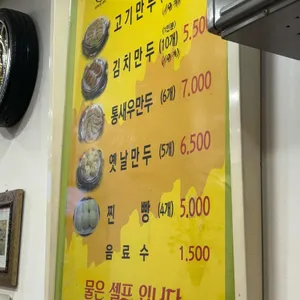 고기만두
김치만두 (10개) 5.50
통새우만두 (6개) 7.000
옛날만두 (5개) 6,500
찐빵 (4개) 5,000
음료수 1.500
물은 셀프 입니다